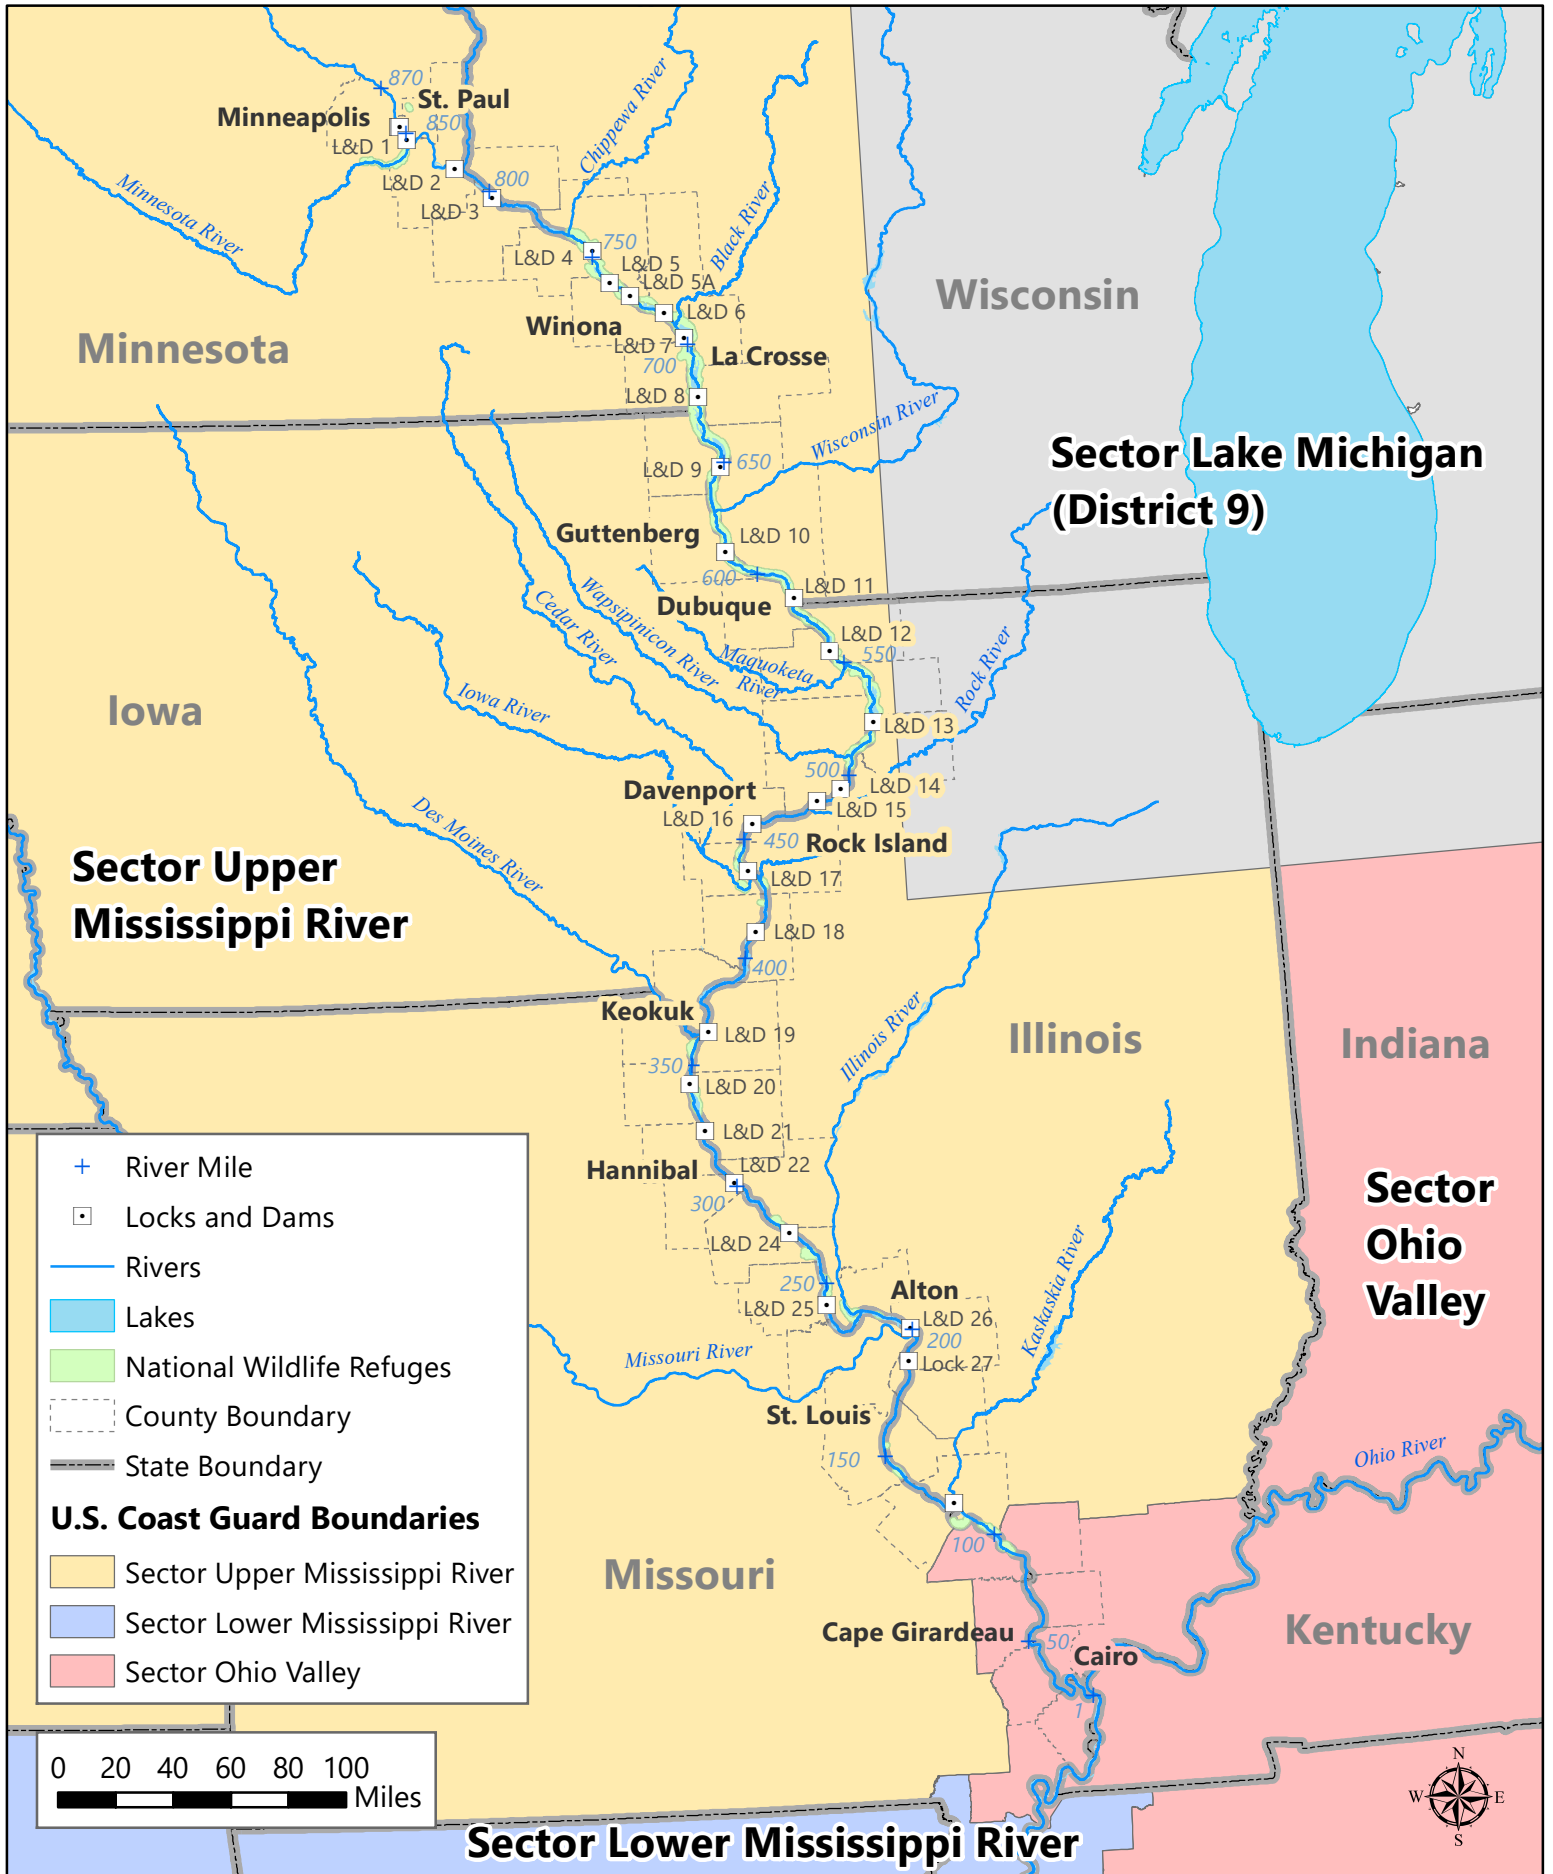 870
St. Paul
Minneapolis
850
L&D 1
Chippewa River
L&D 2
800
Minnesota River
L&D 3
Black River
750
L&D 4
L&D 5
L&D 5A
Wisconsin
L&D 6
Winona
L&D 7
Minnesota
La Crosse
700
L&D 8
Wisconsin River
Sector Lake Michigan
(District 9)
650
L&D 9
Guttenberg
L&D 10
600
L&D 11
Dubuque
Wapsipinicon River
Cedar River
L&D 12
550
Maquoketa
River
Rock River
Iowa River
Iowa
L&D 13
500
L&D 14
Davenport
L&D 15
L&D 16
450
Rock Island
Des Moines River
Sector Upper
Mississippi River
L&D 17
L&D 18
400
Keokuk
L&D 19
Illinois River
Illinois
Indiana
350
L&D 20
L&D 21
Hannibal
L&D 22
300
Sector
Ohio
Valley
L&D 24
Kaskaskia River
250
Alton
L&D 25
L&D 26
200
Missouri River
Lock 27
St. Louis
150
Ohio River
100
Missouri
Cape Girardeau
50
Cairo
Kentucky
1
River Mile
Locks and Dams
Rivers
Lakes
National Wildlife Refuges
County Boundary
State Boundary
U.S. Coast Guard Boundaries
Sector Upper Mississippi River
Sector Lower Mississippi River
Sector Ohio Valley
0 20 40 60 80 100
Miles
N
W E
S
Sector Lower Mississippi River